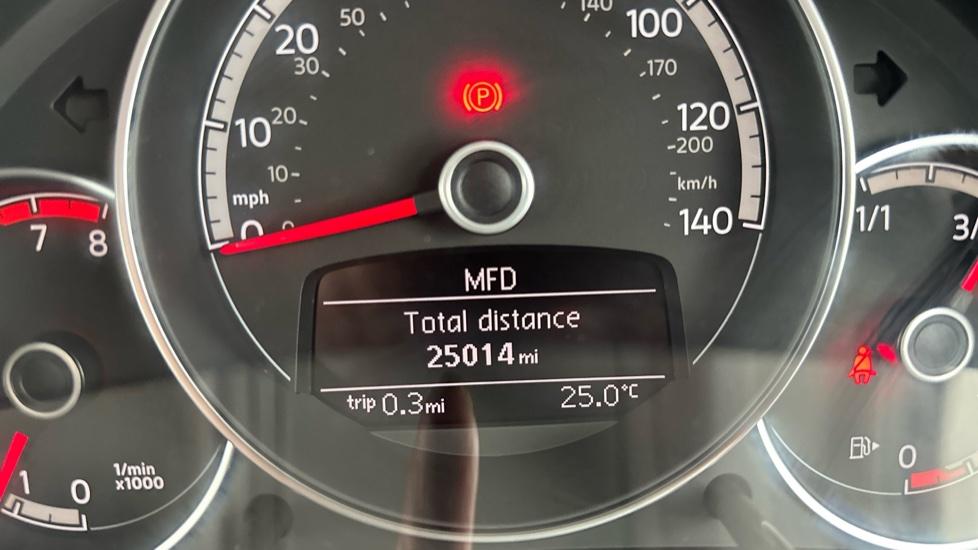 50 140
20 100
30 170
P
20 120
10 200
10
mph km/h
0 0 140
1/1 3/
7 8
MFD
Total distance
25014 mi
trip 0.3 mi 25.0°C
1 0 1/min
x1000
0